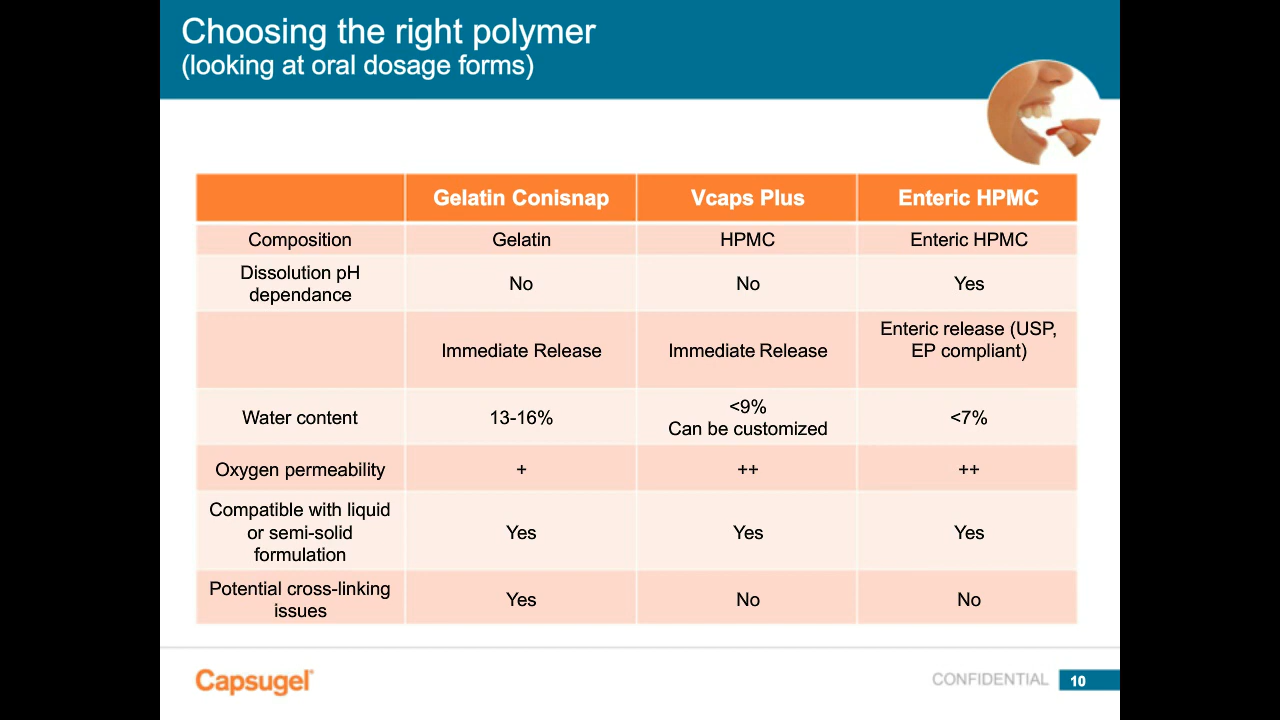 Choosing the right polymer
(looking at oral dosage forms)
Gelatin Conisnap Vcaps Plus Enteric HPMC
Composition Gelatin HPMC Enteric HPMC
Dissolution pH
dependance
No No Yes
Immediate Release Immediate Release
Enteric release (USP,
EP compliant)
Water content 13-16%
<9%
Can be customized
<7%
Oxygen permeability + ++ ++
Compatible with liquid
or semi-solid
formulation
Yes Yes Yes
Potential cross-linking
issues
Yes No No
Capsugel®
CONFIDENTIAL 10